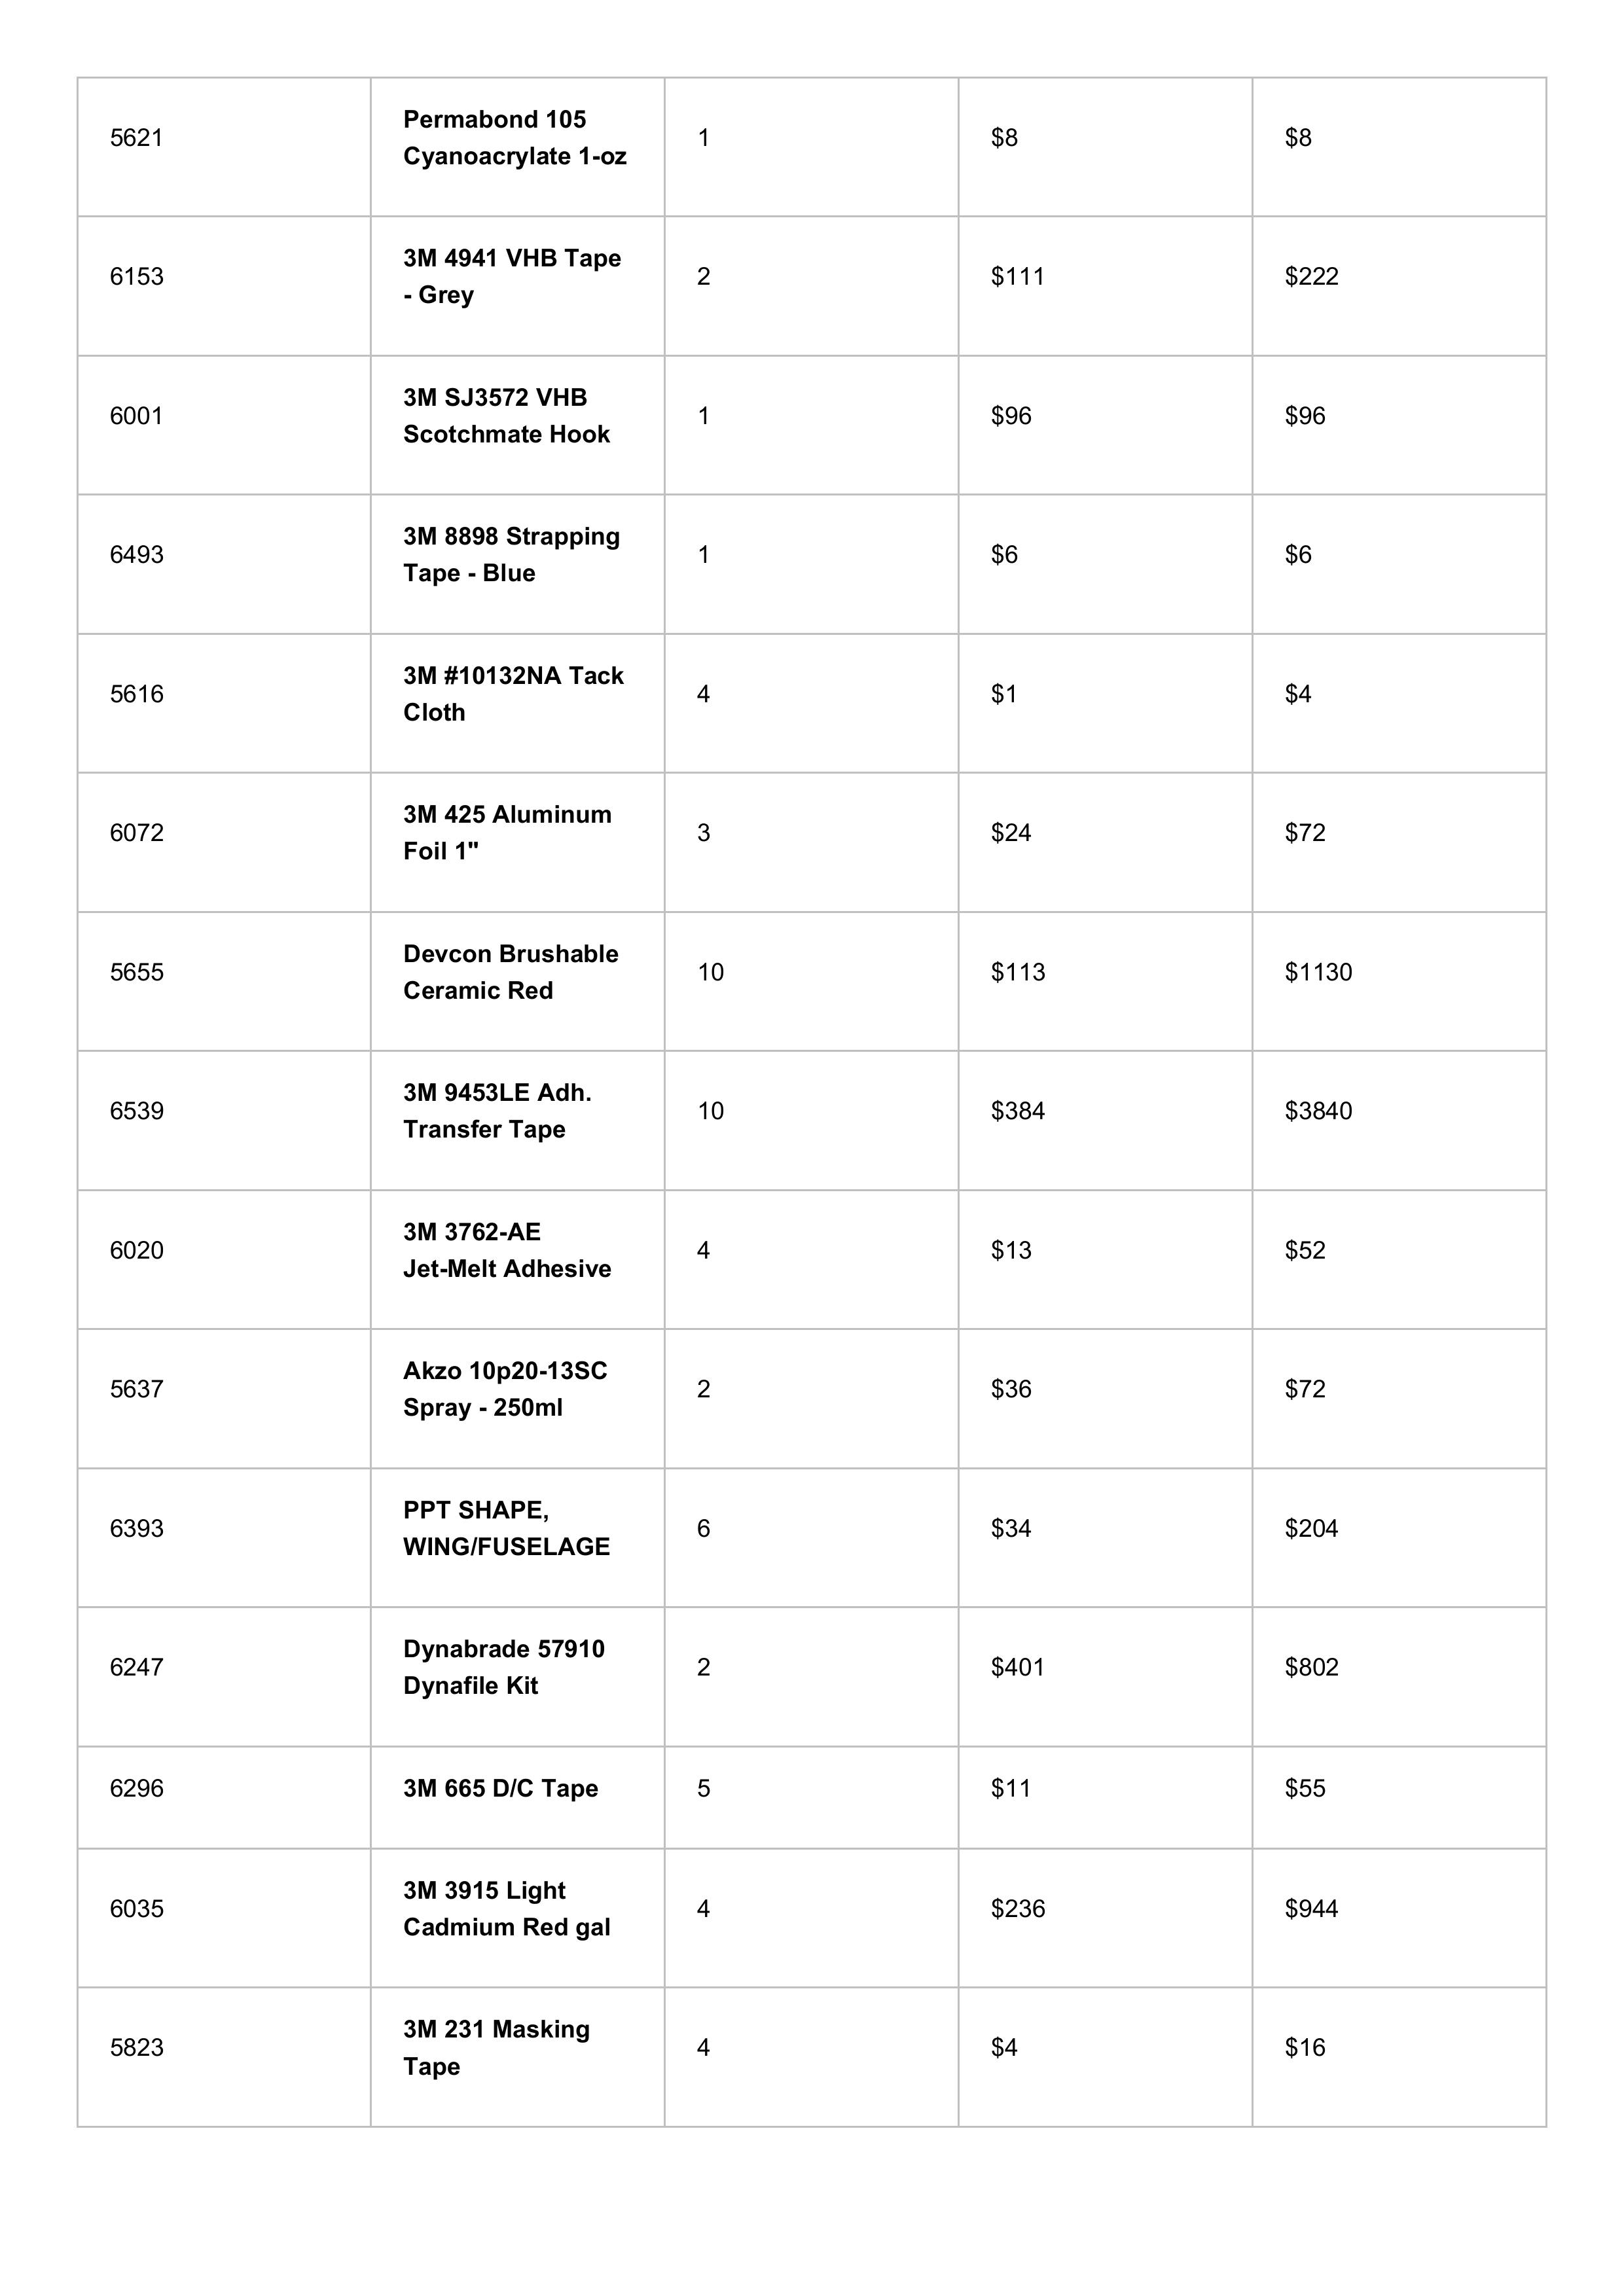 5621
Permabond 105
Cyanoacrylate 1-oz
1
$8
$8
6153
3M 4941 VHB Tape
- Grey
2
$111
$222
6001
3M SJ3572 VHB
Scotchmate Hook
1
$96
$96
6493
3M 8898 Strapping
Tape - Blue
1
$6
$6
5616
3M #10132NA Tack
Cloth
4
$1
$4
6072
3M 425 Aluminum
Foil 1"
3
$24
$72
5655
Devcon Brushable
Ceramic Red
10
$113
$1130
6539
3M 9453LE Adh.
Transfer Tape
10
$384
$3840
6020
3M 3762-AE
Jet-Melt Adhesive
4
$13
$52
5637
Akzo 10p20-13SC
Spray - 250ml
2
$36
$72
6393
PPT SHAPE,
WING/FUSELAGE
6
$34
$204
6247
Dynabrade 57910
Dynafile Kit
2
$401
$802
6296
3M 665 D/C Tape
5
$11
$55
6035
3M 3915 Light
Cadmium Red gal
4
$236
$944
5823
3M 231 Masking
Tape
4
$4
$16